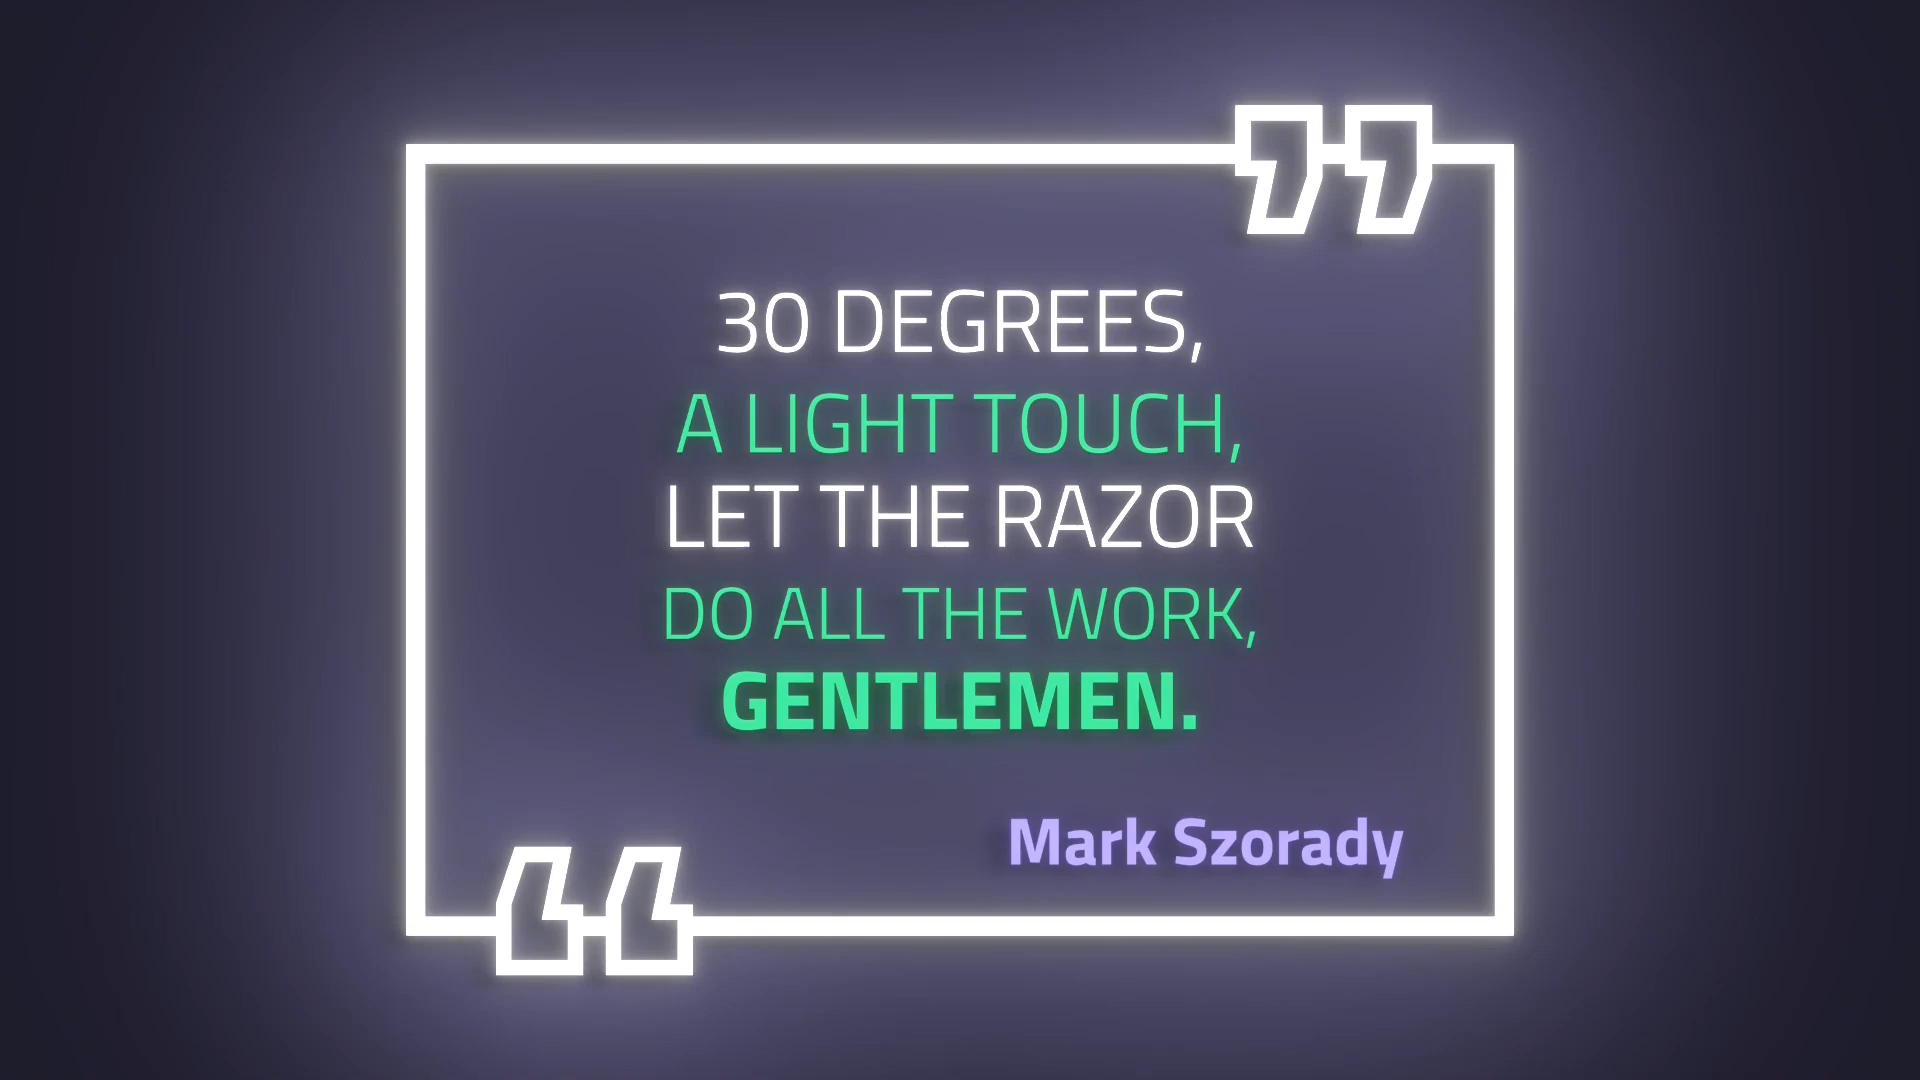 30 DEGREES,
A LIGHT TOUCH,
LET THE RAZOR
DO ALL THE WORK,
GENTLEMEN.
Mark Szorady